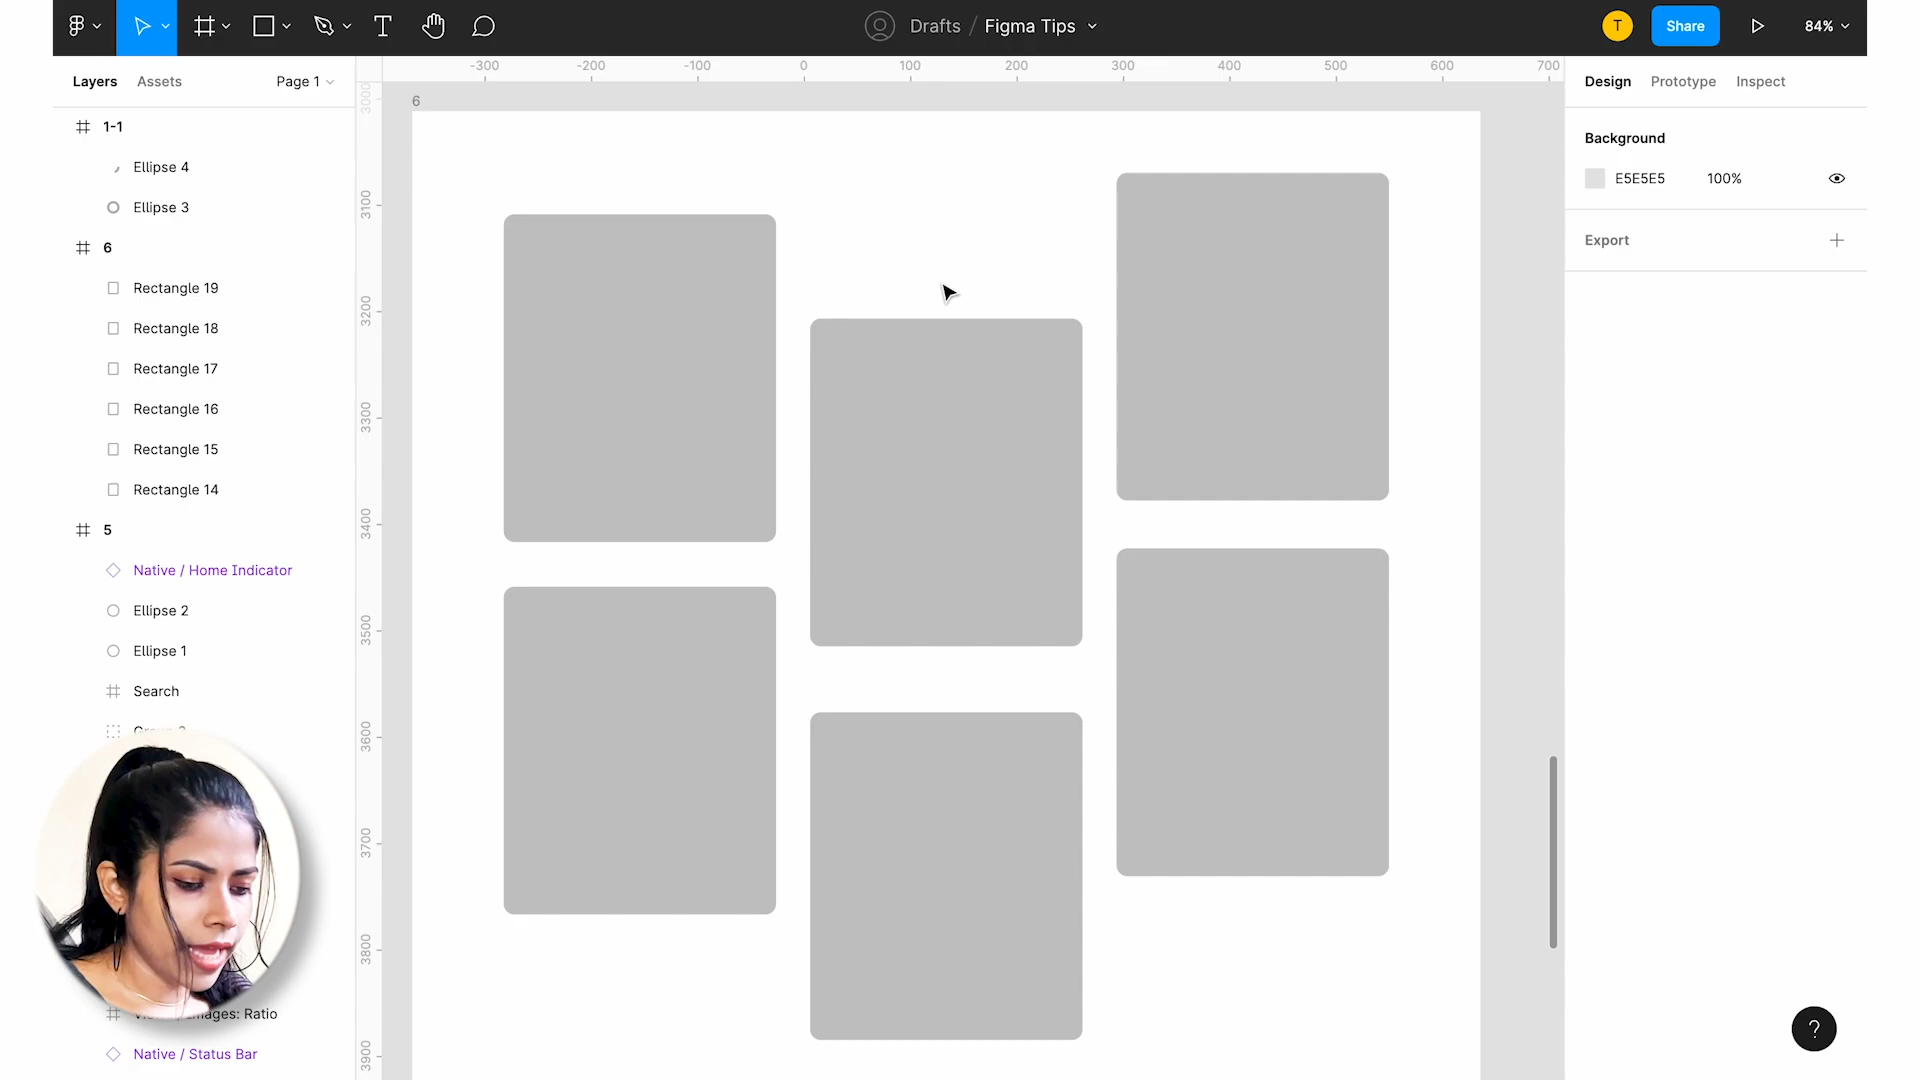 Drafts / Figma Tips
T
Share
84%
Layers
Assets
Page 1
-300 -200 -100 0 100 200 300 400 500 600 700
Design
Prototype
Inspect
6
1-1
Ellipse 4
Ellipse 3
6
Rectangle 19
Rectangle 18
Rectangle 17
Rectangle 16
Rectangle 15
Rectangle 14
5
Native / Home Indicator
Ellipse 2
Ellipse 1
Search
Images: Ratio
Native / Status Bar
3000
3100
3200
3300
3400
3500
3600
3700
3800
3900
Background
E5E5E5 100%
Export
?